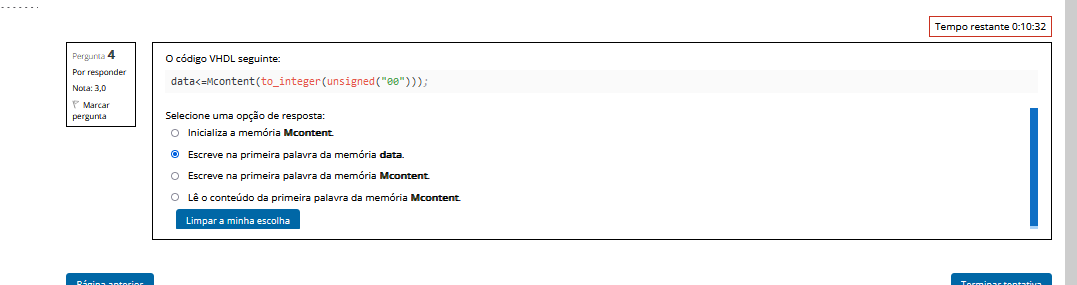 Tempo restante 0:10:32
Pergunta 4
Por responder
Nota: 3,0
Marcar
pergunta
O código VHDL seguinte:
data<=Mcontent(to_integer(unsigned("00")));
Selecione uma opção de resposta:
Inicializa a memória Mcontent.
Escreve na primeira palavra da memória data.
Escreve na primeira palavra da memória Mcontent.
Lê o conteúdo da primeira palavra da memória Mcontent.
Limpar a minha escolha
Página anterior
Terminar tentativa